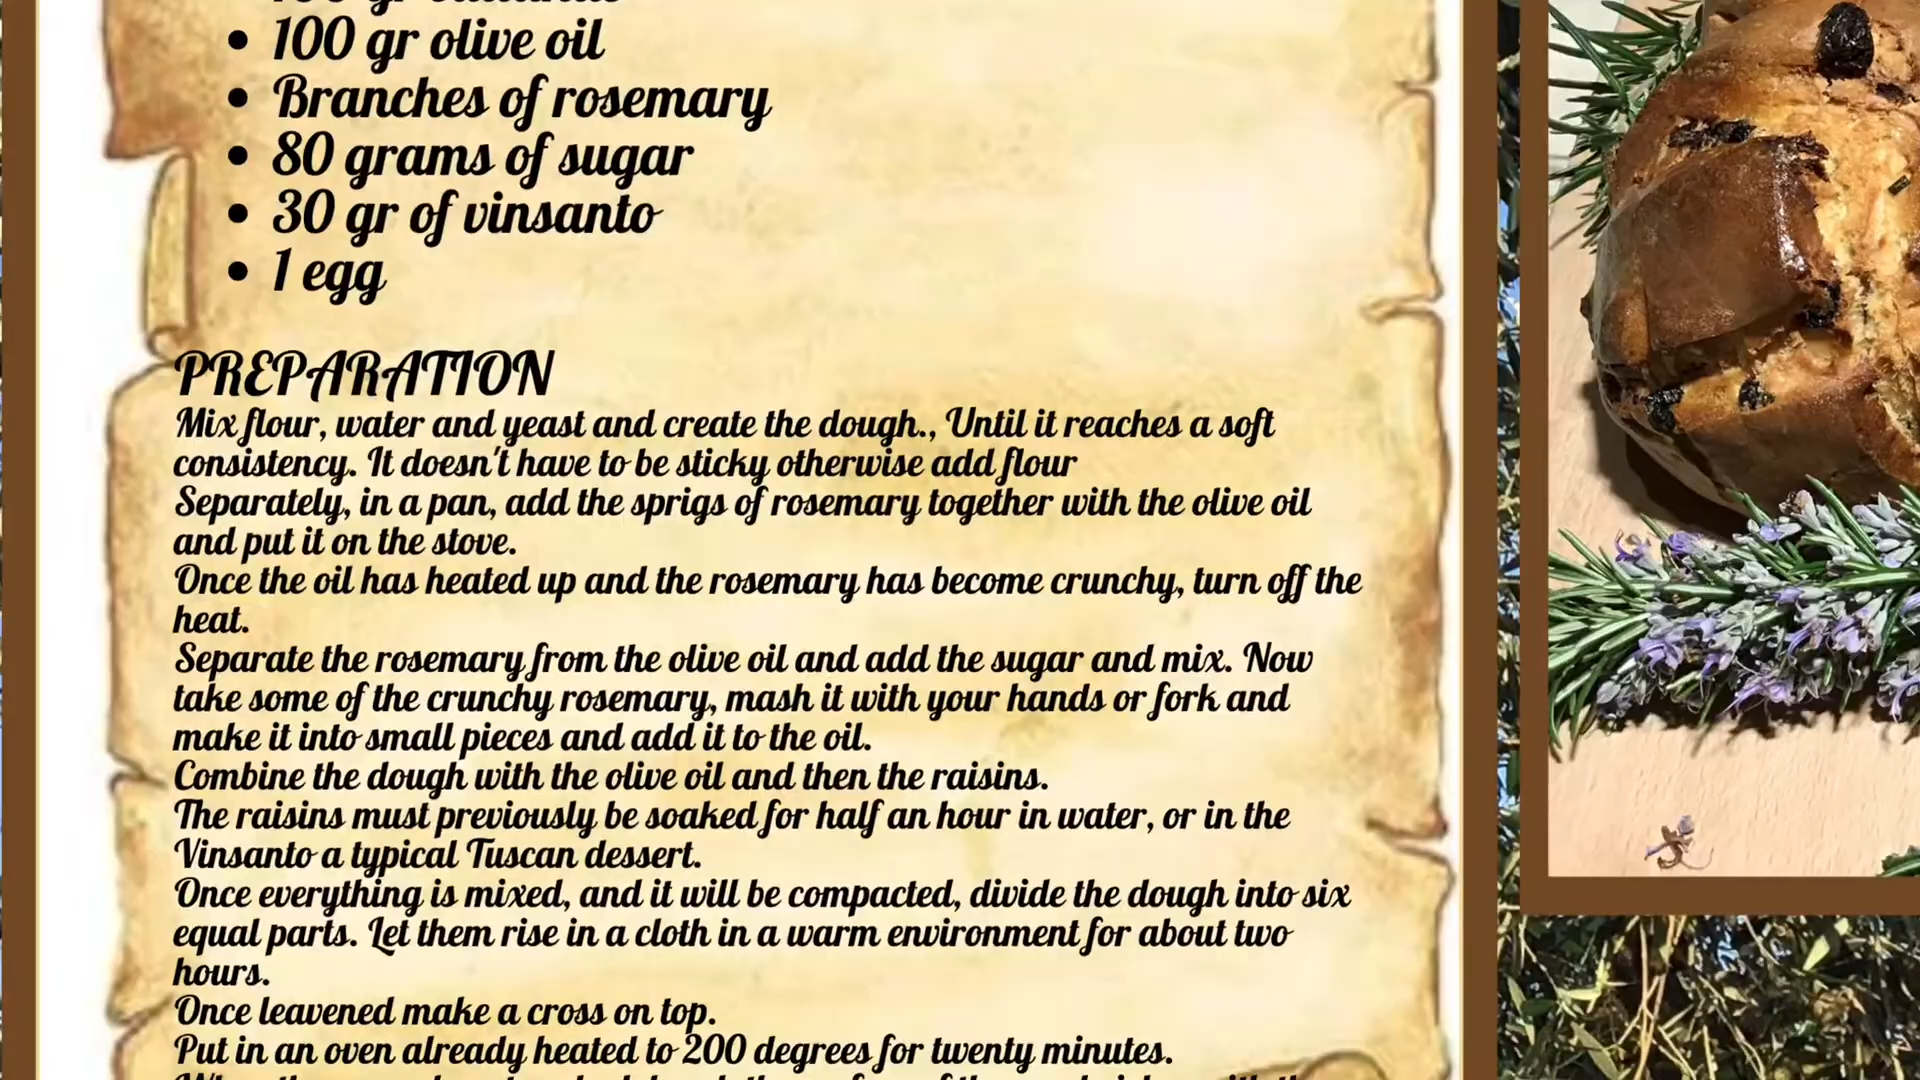 100 gr olive oil
Branches of rosemary
80 grams of sugar
30 gr of vinsanto
1 egg
PREPARATION
Mix flour, water and yeast and create the dough., Until it reaches a soft
consistency. It doesn't have to be sticky otherwise add flour
Separately, in a pan, add the sprigs of rosemary together with the olive oil
and put it on the stove.
Once the oil has heated up and the rosemary has become crunchy, turn off the
heat.
Separate the rosemary from the olive oil and add the sugar and mix. Now
take some of the crunchy rosemary, mash it with your hands or fork and
make it into small pieces and add it to the oil.
Combine the dough with the olive oil and then the raisins.
The raisins must previously be soaked for half an hour in water, or in the
Vinsanto a typical Tuscan dessert.
Once everything is mixed, and it will be compacted, divide the dough into six
equal parts. Let them rise in a cloth in a warm environment for about two
hours.
Once leavened make a cross on top.
Put in an oven already heated to 200 degrees for twenty minutes.